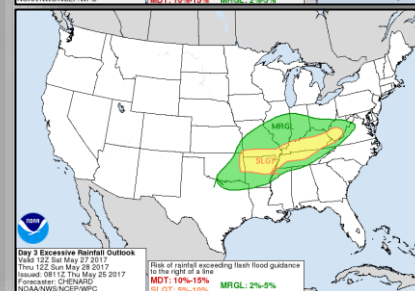 MDT: 10%-15%
MRGL: 2%-5%
MRGL
SLGT
NOAA
Day 3 Excessive Rainfall Outlook
Valid 12Z Sat May 27 2017
Thru 12Z Sun May 28 2017
Issued: 0811Z Thu May 25 2017
Forecaster: CHENARD
NOAA/NWS/NCEP/WPC
Risk of rainfall exceeding flash flood guidance
to the right of a line
MDT: 10%-15%
SLGT: 5%-10%
MRGL: 2%-5%